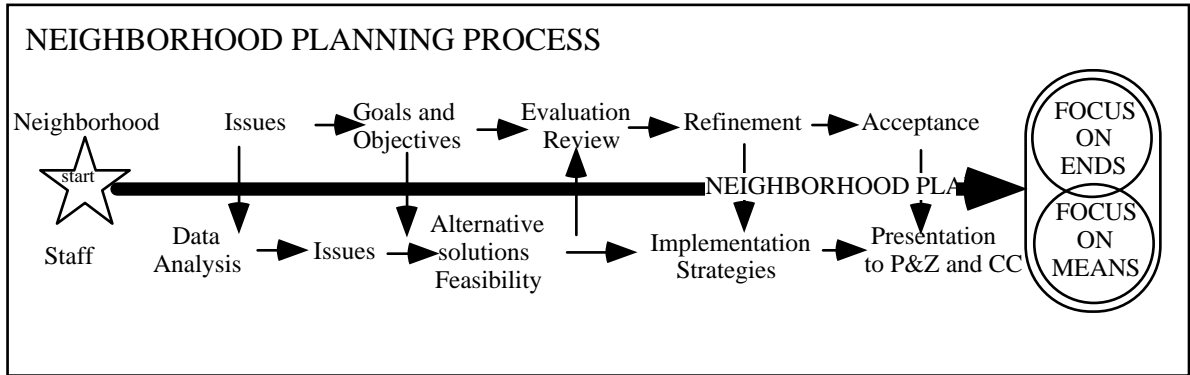 NEIGHBORHOOD PLANNING PROCESS
Neighborhood
start
Staff
Issues
Goals and
Objectives
Evaluation
Review
Refinement
Acceptance
NEIGHBORHOOD PLA
Data
Analysis
Issues
Alternative
solutions
Feasibility
Implementation
Strategies
Presentation
to P&Z and CC
FOCUS
ON
ENDS
FOCUS
ON
MEANS